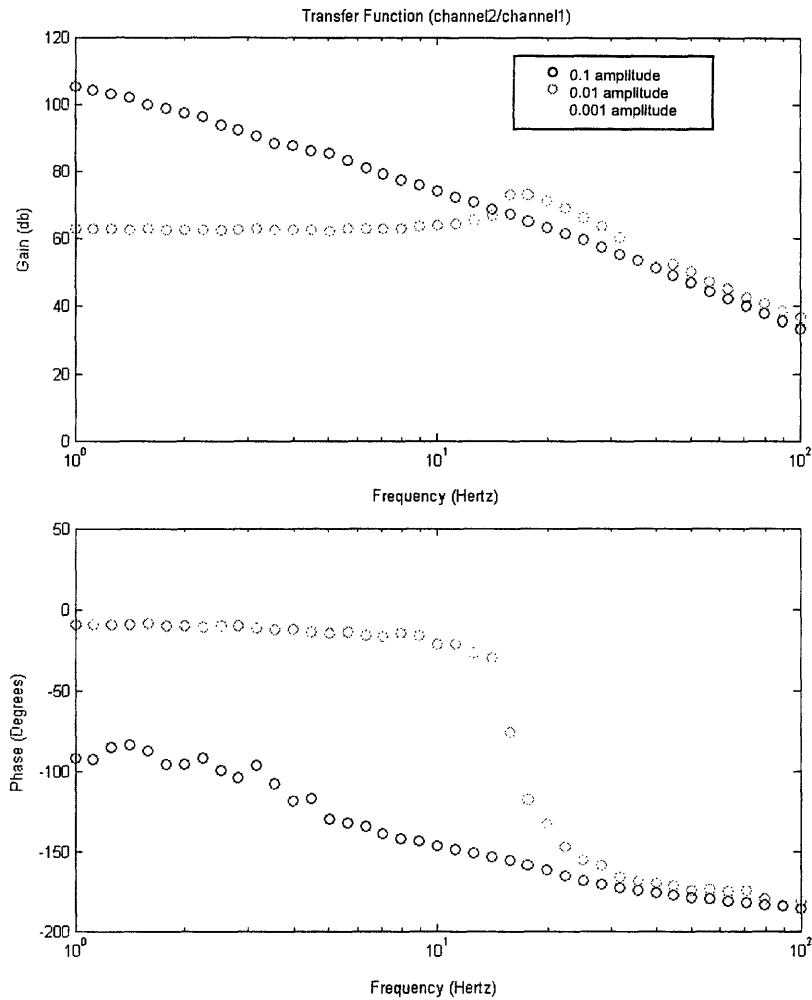 Transfer Function (channel2/channel1)
120
100
80
60
40
20
0
Gain (db)
0.1 amplitude
0.01 amplitude
0.001 amplitude
10^0
10^1
10^2
Frequency (Hertz)
50
0
-50
-100
-150
-200
Phase (Degrees)
10^0
10^1
10^2
Frequency (Hertz)